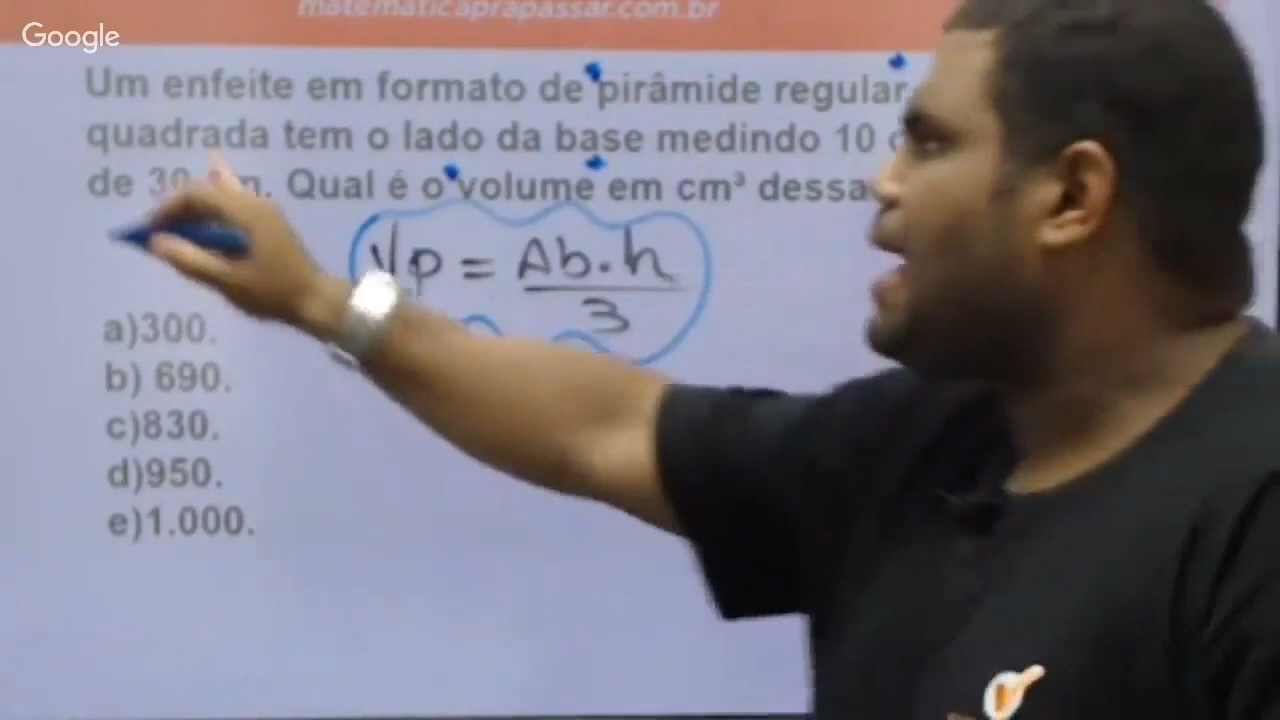 matematicaprapassar.com.br
Google
Um enfeite em formato de pirâmide regular
quadrada tem o lado da base medindo 10
de 30 Qual é o volume em cm³ dessa
Vp = Ab.h
3
a)300.
b) 690.
c)830.
d)950.
e)1.000.